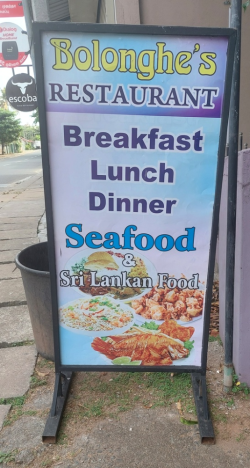 Bolonghe's
RESTAURANT
Breakfast
Lunch
Dinner
Seafood
&
Sri Lankan Food
escoba